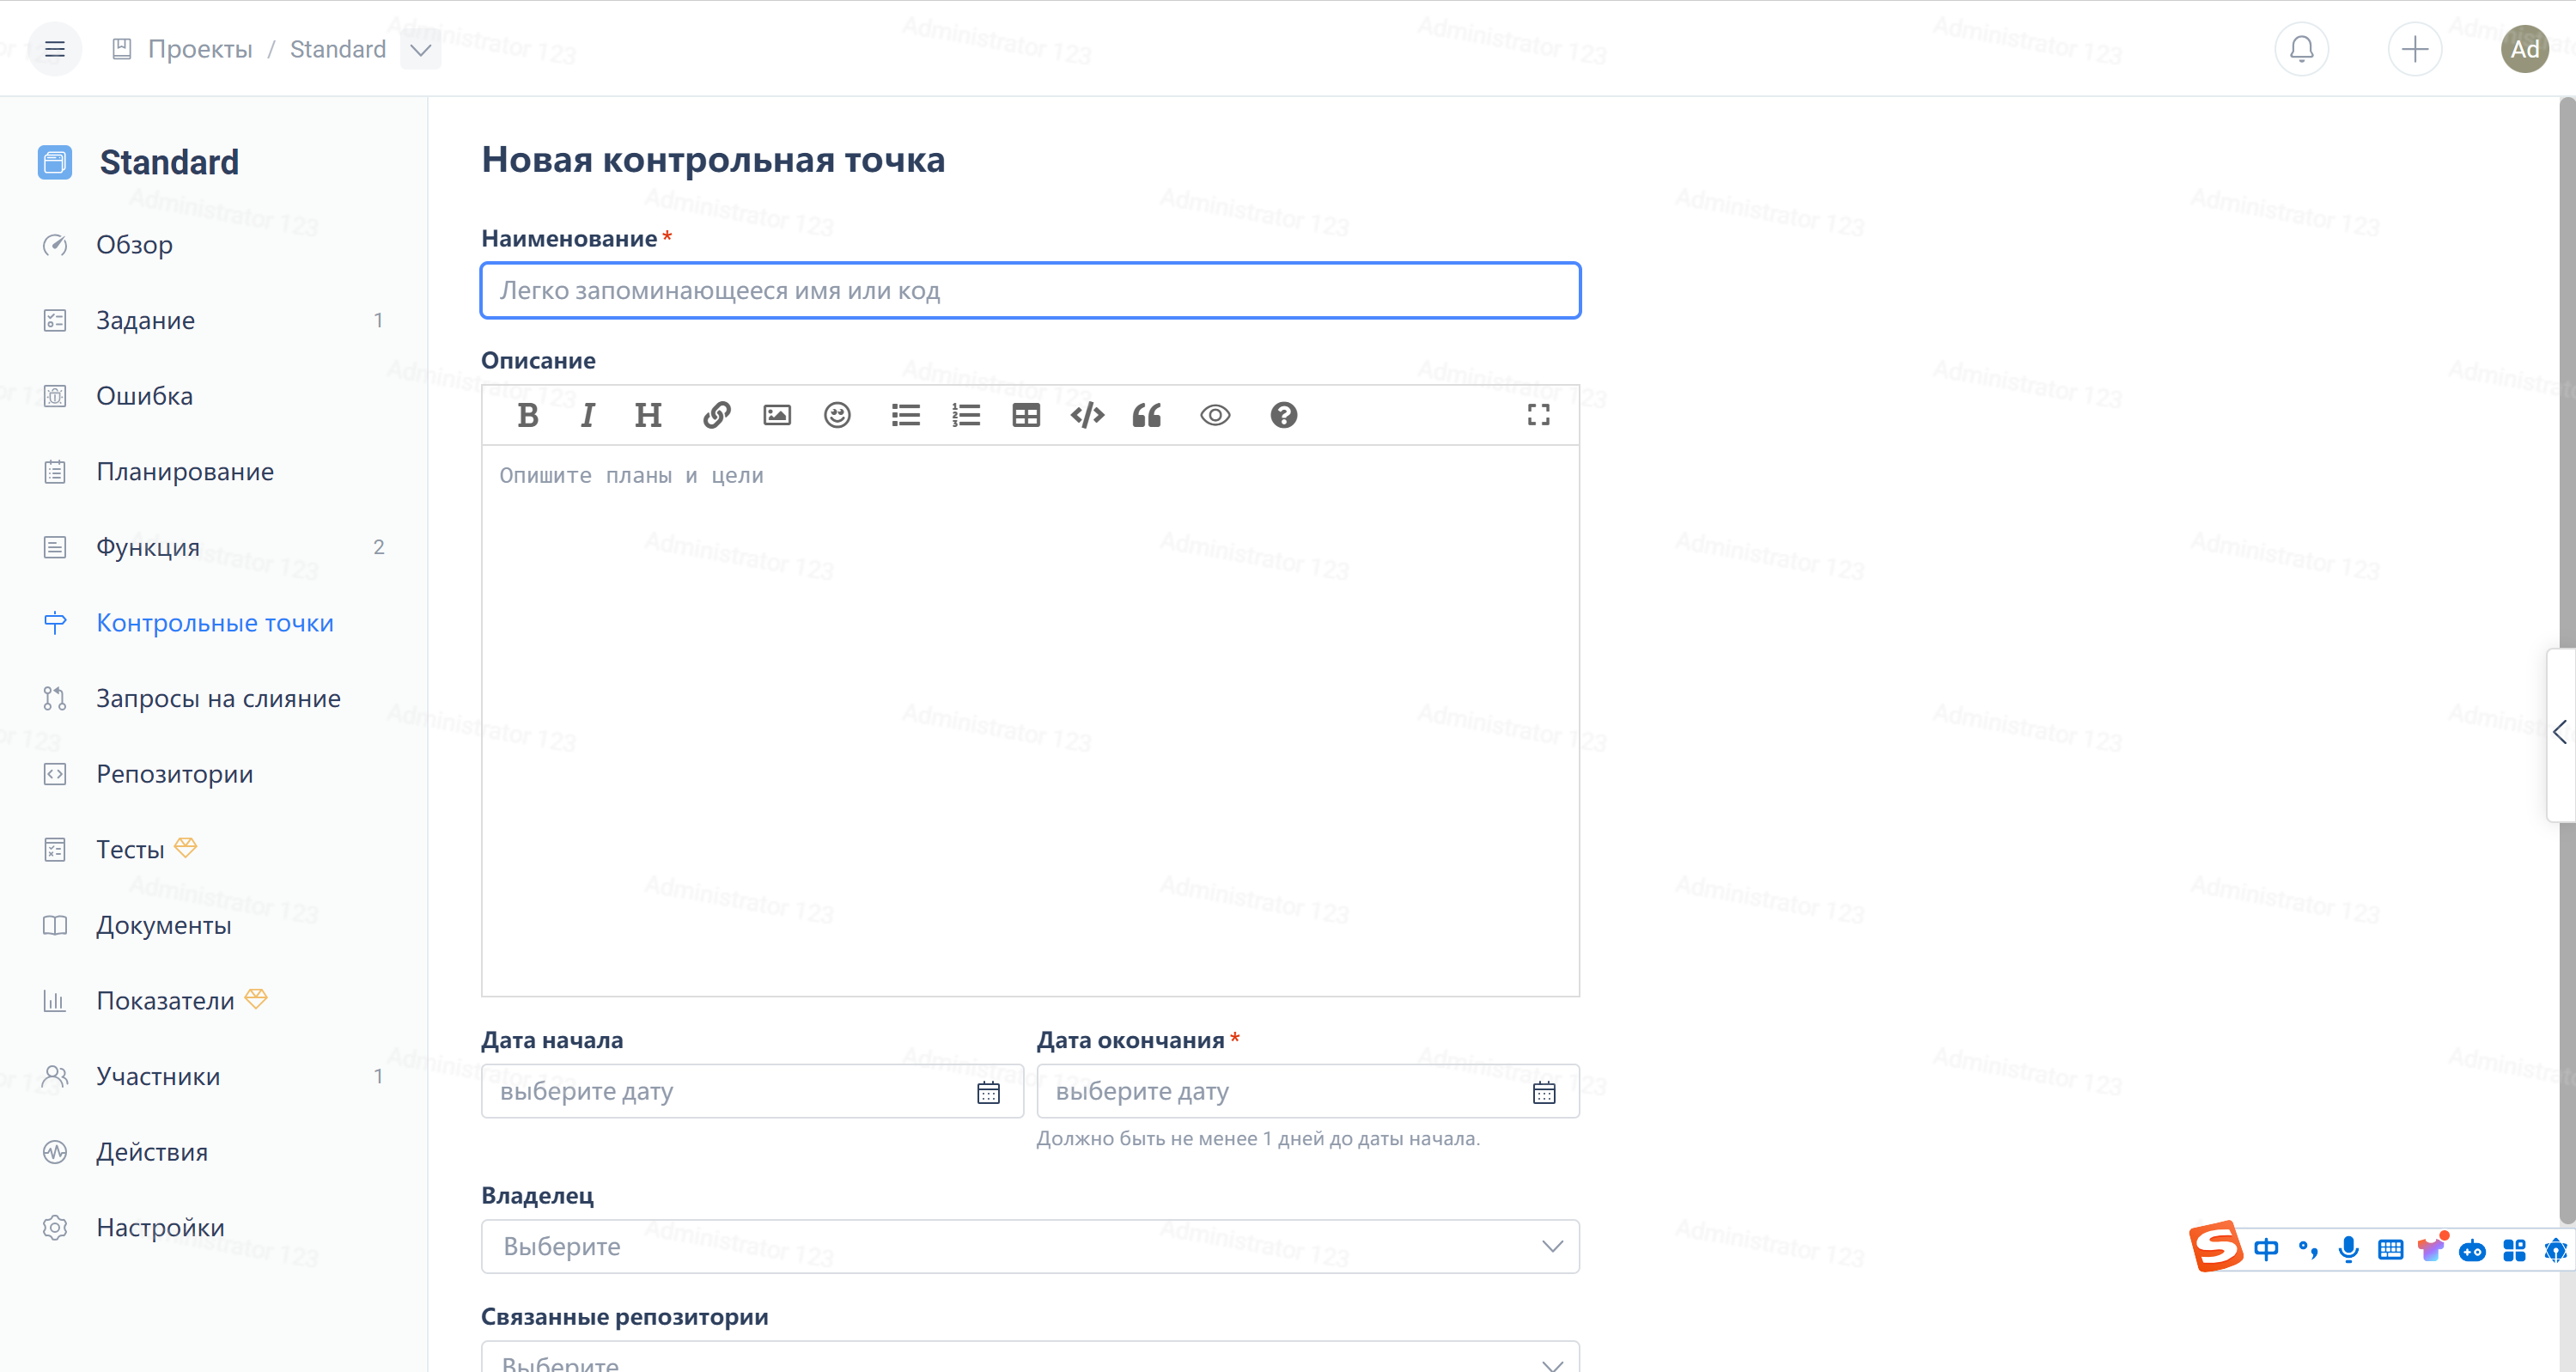 Проекты / Standard
Ad
Standard
Обзор
Задание 1
Ошибка
Планирование
Функция 2
Контрольные точки
Запросы на слияние
Репозитории
Тесты
Документы
Показатели
Участники 1
Действия
Настройки
Новая контрольная точка
Наименование *
Легко запоминающееся имя или код
Описание
Опишите планы и цели
Дата начала
выберите дату
Дата окончания *
выберите дату
Должно быть не менее 1 дней до даты начала.
Владелец
Выберите
Связанные репозитории
Выберите
中
Administrator 123